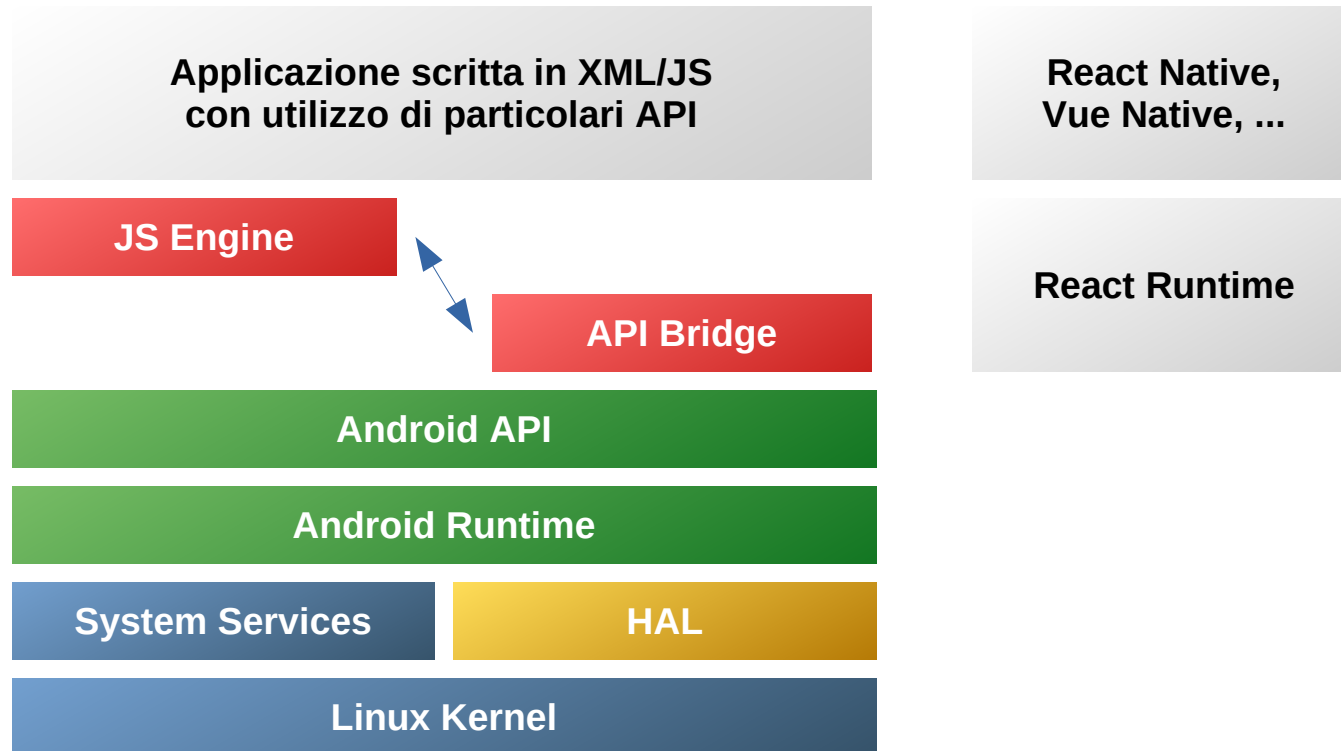 Applicazione scritta in XML/JS
con utilizzo di particolari API
React Native,
Vue Native, ...
JS Engine
API Bridge
React Runtime
Android API
Android Runtime
System Services
HAL
Linux Kernel